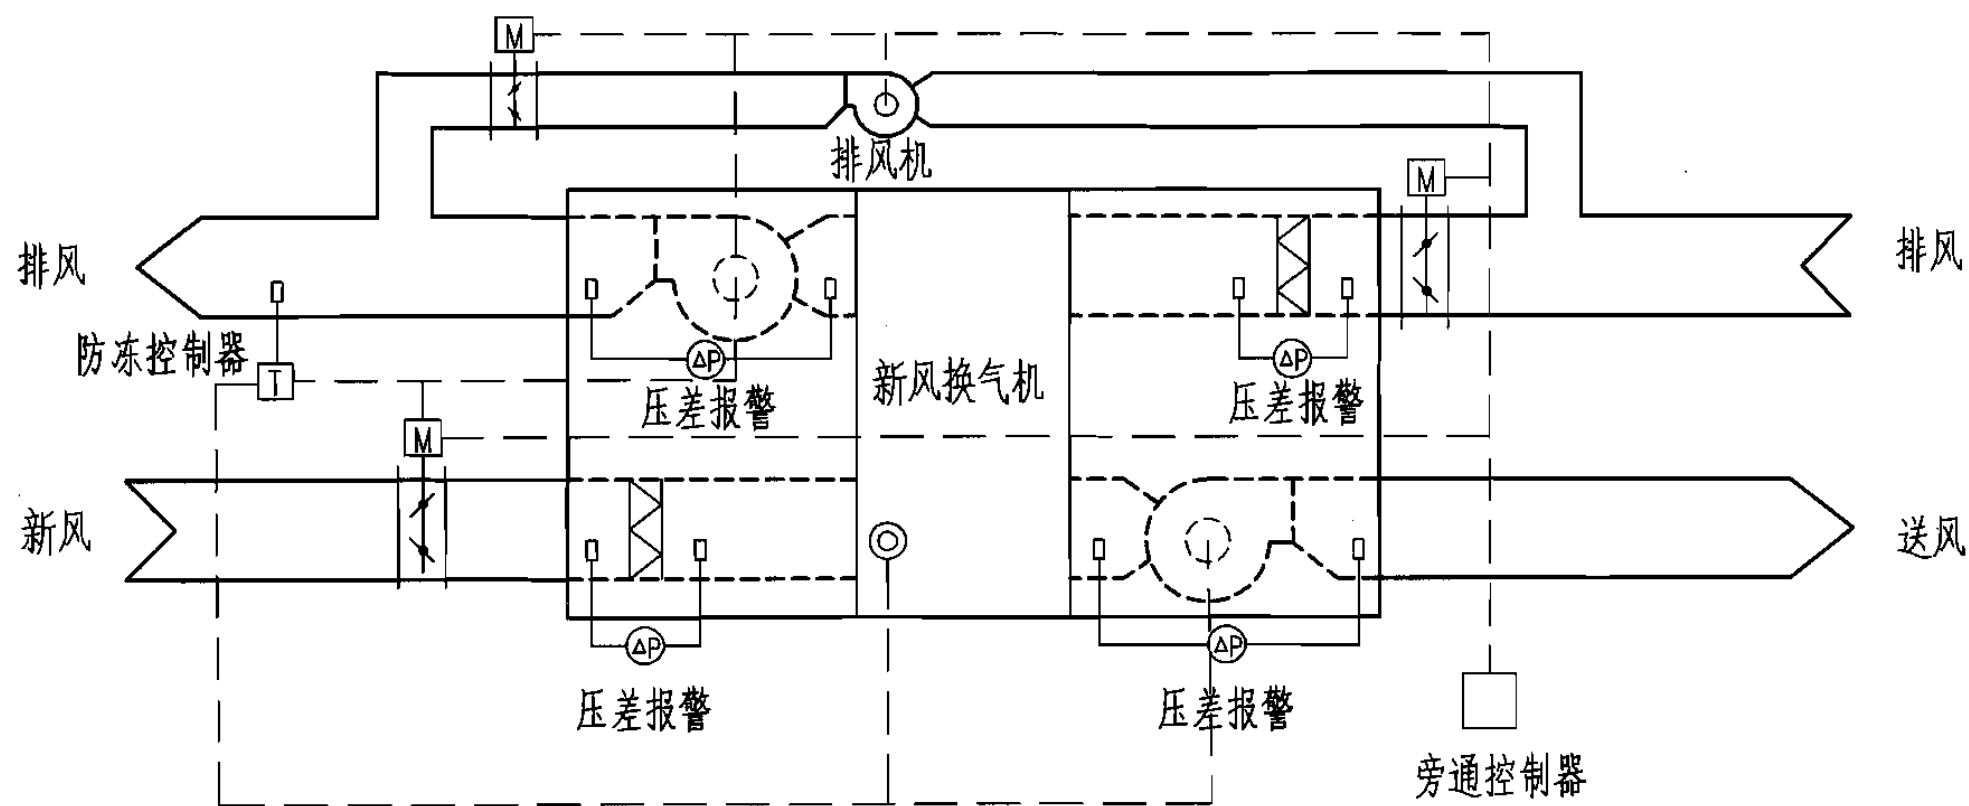 M
排风机
M
排风
排风
防冻控制器
T
ΔP
压差报警
新风换气机
ΔP
压差报警
M
新风
送风
ΔP
压差报警
ΔP
压差报警
旁通控制器